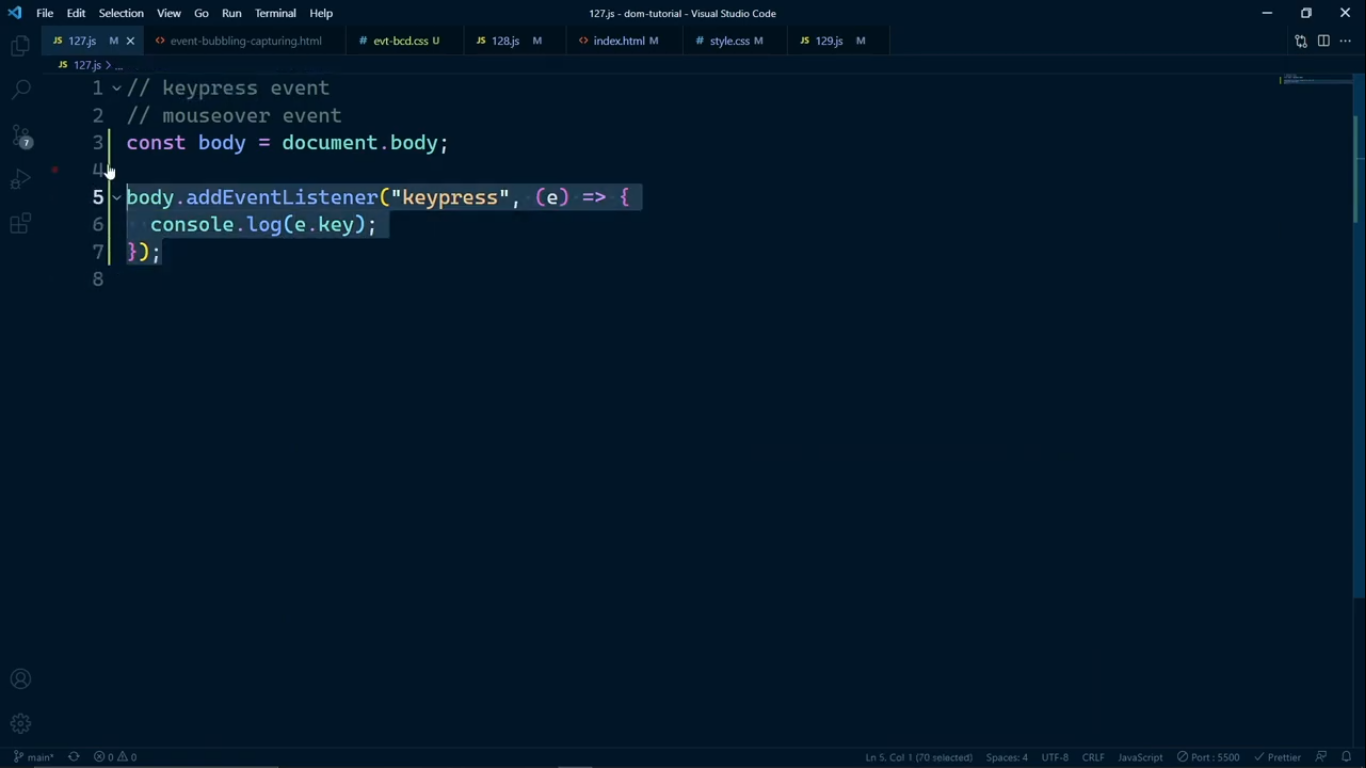 File Edit Selection View Go Run Terminal Help 127.js - dom-tutorial - Visual Studio Code
JS 127.js M event-bubbling-capturing.html # evt-bcd.css U JS 128.js M index.html M # style.css M JS 129.js M
JS 127.js > ...
1 // keypress event
2 // mouseover event
3 const body = document.body;
4
5 body.addEventListener("keypress", (e) => {
6 console.log(e.key);
7 });
8
7
main* 0 0 Ln 5, Col 1 (70 selected) Spaces: 4 UTF-8 CRLF JavaScript Port : 5500 Prettier